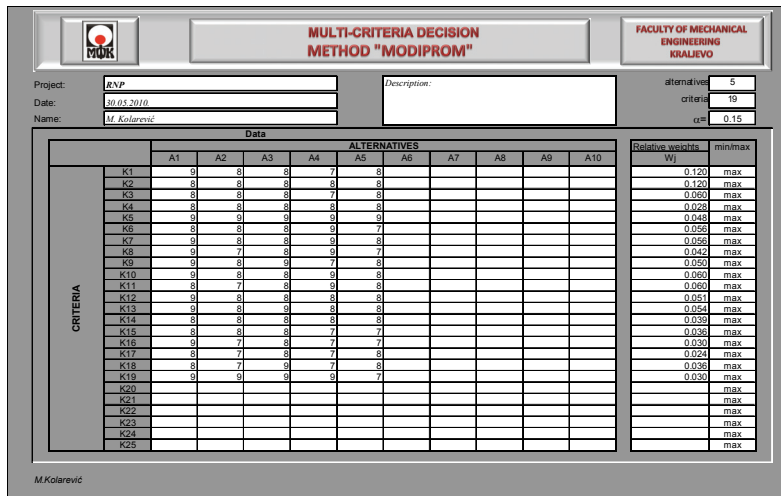 МФК
MULTI-CRITERIA DECISION
METHOD "MODIPROM"
FACULTY OF MECHANICAL
ENGINEERING
KRALJEVO
Project: RNP Description: alternatives 5
Date: 30.05.2010. criteria 19
Name: M. Kolarević α= 0.15
Data
ALTERNATIVES Relative weights min/max
A1 A2 A3 A4 A5 A6 A7 A8 A9 A10 Wj
CRITERIA
K1 9 8 8 7 8 0.120 max
K2 8 8 8 8 8 0.120 max
K3 8 8 8 7 8 0.060 max
K4 8 8 8 8 8 0.028 max
K5 9 9 9 9 9 0.048 max
K6 8 8 8 9 7 0.056 max
K7 9 8 8 9 8 0.056 max
K8 9 7 8 9 7 0.042 max
K9 9 8 9 7 8 0.050 max
K10 9 8 8 9 8 0.060 max
K11 8 7 8 9 8 0.060 max
K12 9 8 8 8 8 0.051 max
K13 9 8 9 8 8 0.054 max
K14 8 8 8 8 8 0.039 max
K15 8 8 8 7 7 0.036 max
K16 9 7 8 7 7 0.030 max
K17 8 7 8 7 8 0.024 max
K18 8 7 9 7 8 0.036 max
K19 9 9 9 9 7 0.030 max
K20 max
K21 max
K22 max
K23 max
K24 max
K25 max
M.Kolarević